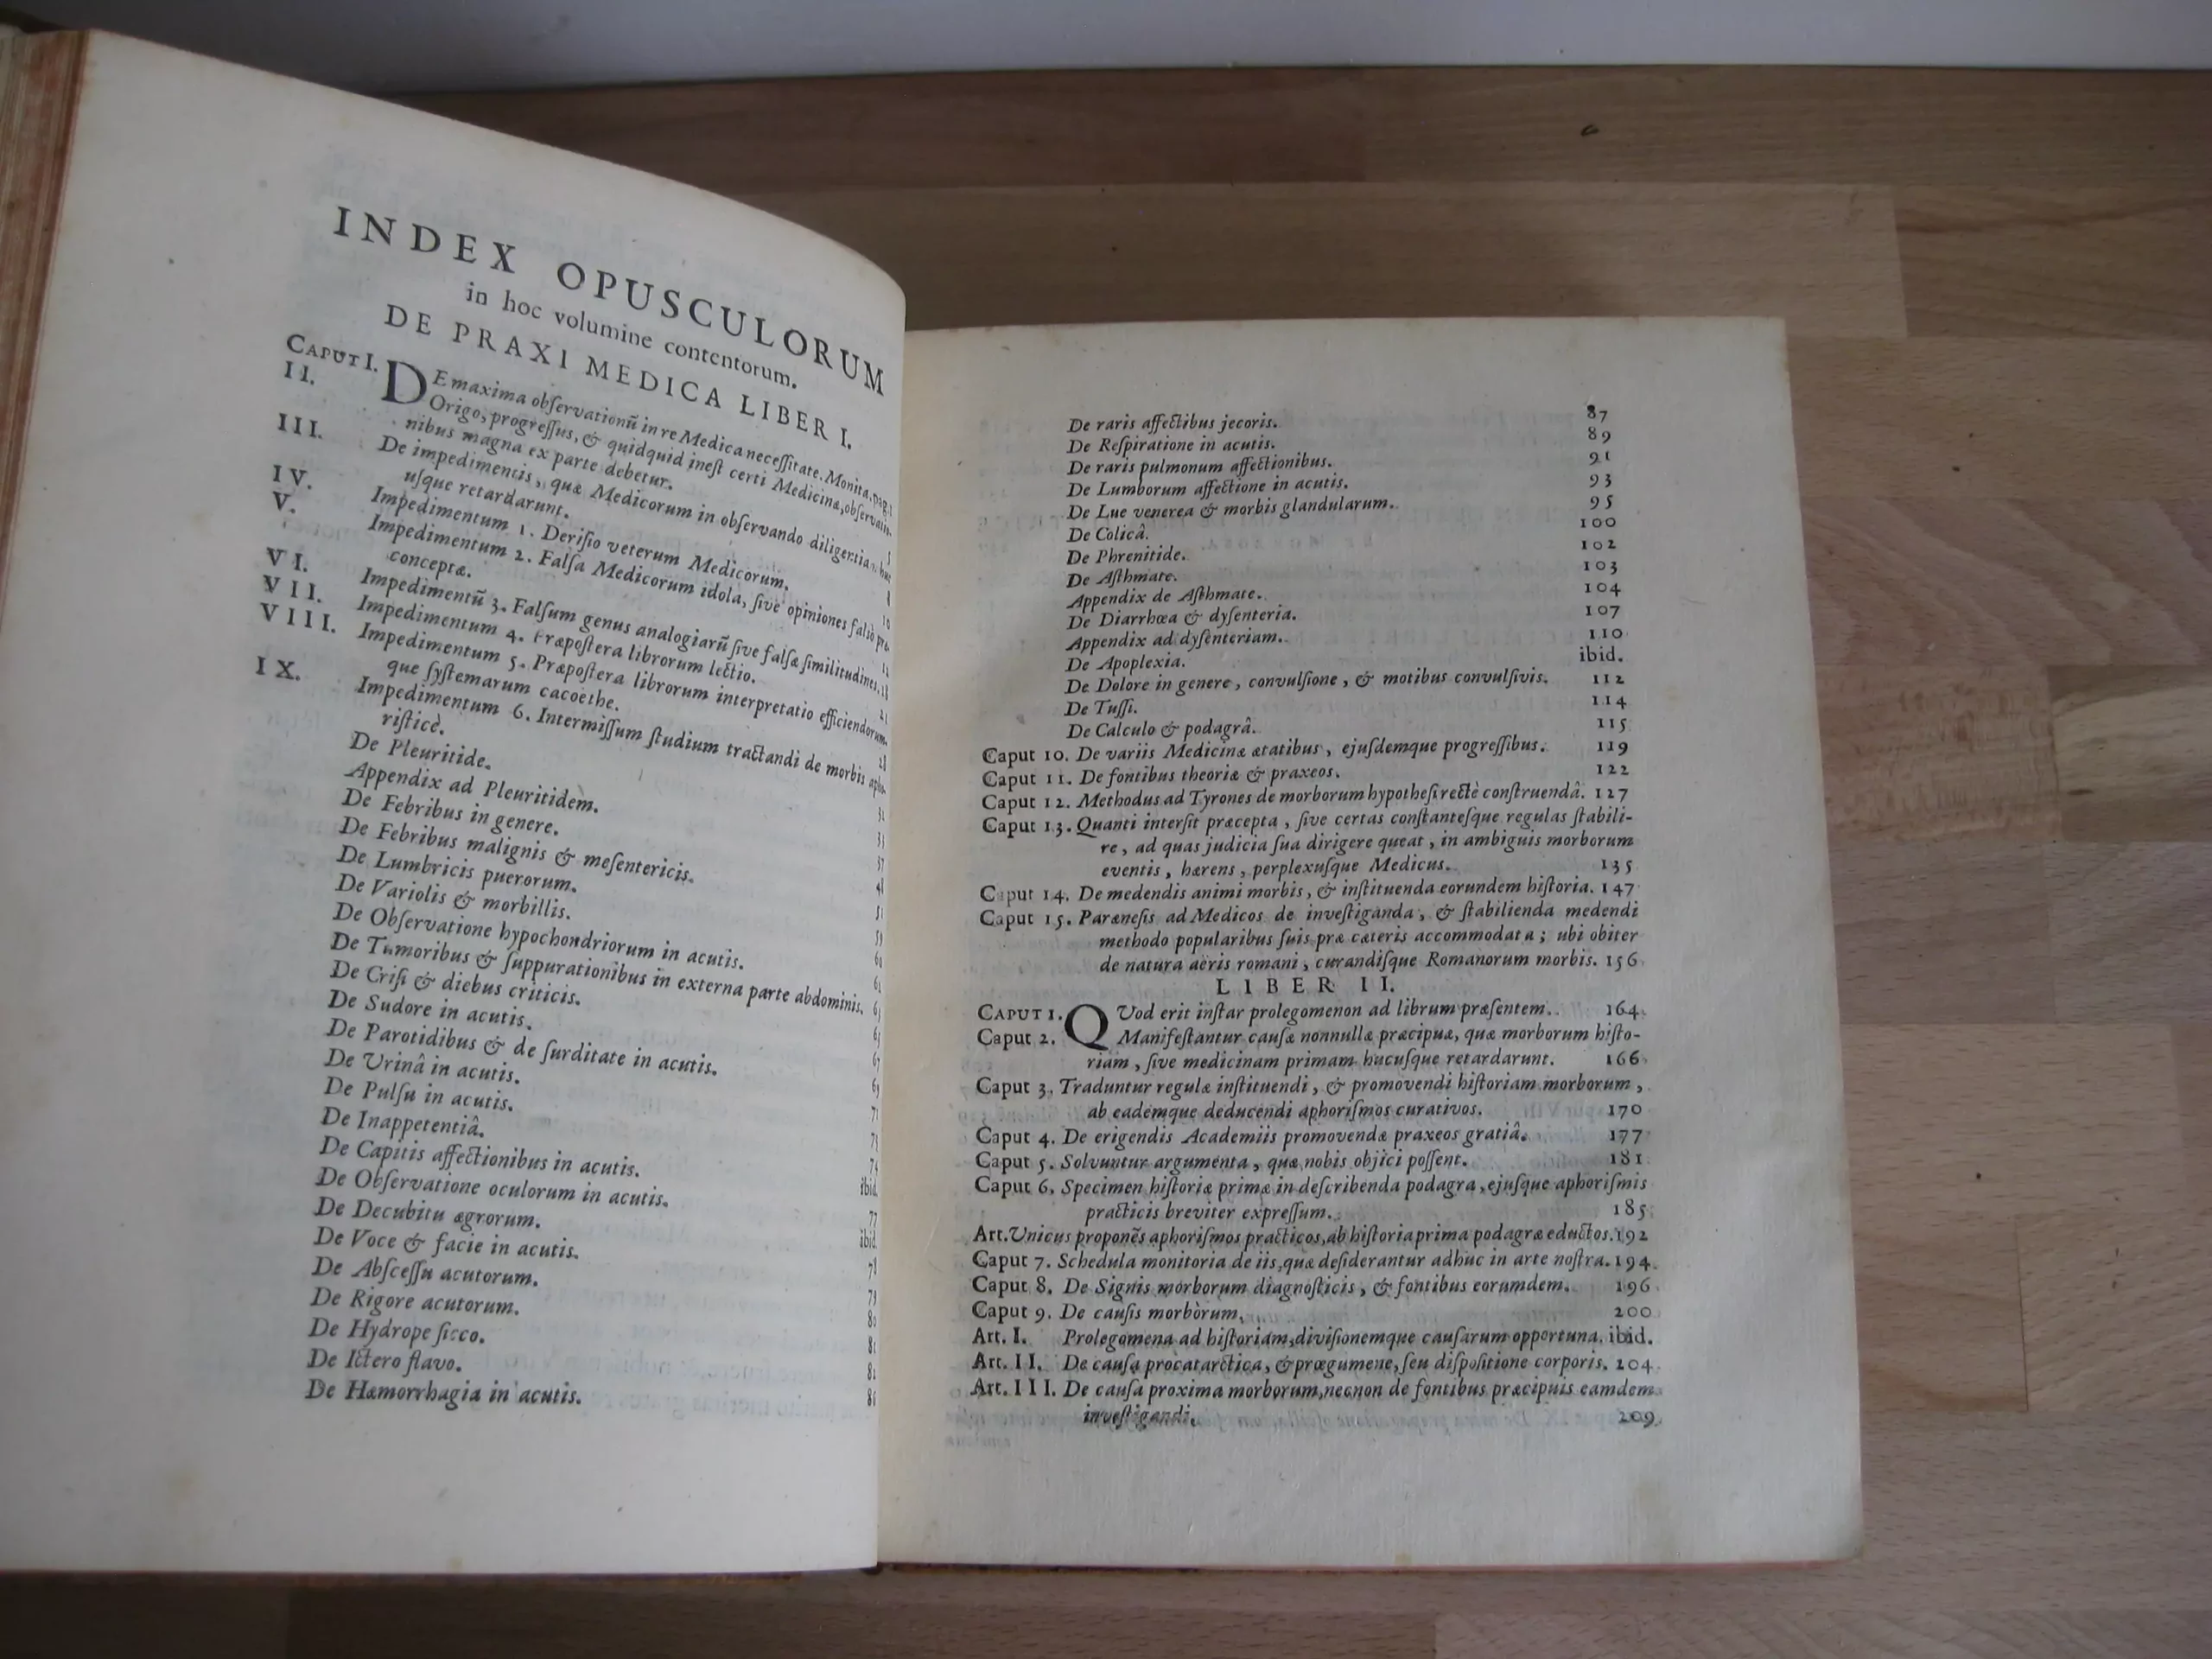 INDEX OPUSCULORUM
in hoc volumine contentorum.
DE PRAXI MEDICA LIBER I.
CAPUT I. DE maxima obſervationũ in re Medica neceſſitate. Monita. pag.
II. Origo, progreſſus, & quidquid ineſt certi Medicinæ, obſervatio-
nibus magna ex parte debetur.
III. De impedimentis, quæ Medicorum in obſervando diligentiam huc
uſque retardarunt.
IV. Impedimentum 1. Deriſio veterum Medicorum.
V. Impedimentum 2. Falſa Medicorum idola, ſive opiniones falsò præ-
conceptæ.
VI. Impedimentũ 3. Falſum genus analogiarũ ſive falſæ ſimilitudines.
VII. Impedimentum 4. Præpoſtera librorum lectio.
VIII. Impedimentum 5. Præpoſtera librorum interpretatio efficiendorum-
que ſyſtemarum cacoethe.
IX. Impedimentum 6. Intermiſſum ſtudium tractandi de morbis apho-
riſticè.
De Pleuritide.
Appendix ad Pleuritidem.
De Febribus in genere.
De Febribus malignis & meſentericis.
De Lumbricis puerorum.
De Variolis & morbillis.
De Obſervatione hypochondriorum in acutis.
De Tumoribus & ſuppurationibus in externa parte abdominis.
De Criſi & diebus criticis.
De Sudore in acutis.
De Parotidibus & de ſurditate in acutis.
De Urinâ in acutis.
De Pulſu in acutis.
De Inappetentiâ.
De Capitis affectionibus in acutis.
De Obſervatione oculorum in acutis. ibid.
De Decubitu ægrorum. 77
De Voce & facie in acutis. ibid.
De Abſceſſu acutorum.
De Rigore acutorum.
De Hydrope ſicco.
De Ictero flavo.
De Hæmorrhagia in acutis.
De raris affectibus jecoris. 87
De Reſpiratione in acutis. 89
De raris pulmonum affectionibus. 91
De Lumborum affectione in acutis. 93
De Lue venerea & morbis glandularum. 95
De Colicâ. 100
De Phrenitide. 102
De Aſthmate. 103
Appendix de Aſthmate. 104
De Diarrhœa & dyſenteria. 107
Appendix ad dyſenteriam. 110
De Apoplexia. ibid.
De Dolore in genere, convulſione, & motibus convulſivis. 112
De Tuſſi. 114
De Calculo & podagrâ. 115
Caput 10. De variis Medicinæ ætatibus, ejuſdemque progreſſibus. 119
Caput 11. De fontibus theoriæ & praxeos. 122
Caput 12. Methodus ad Tyrones de morborum hypotheſi rectè conſtruendâ. 127
Caput 13. Quanti interſit præcepta, ſive certas conſtanteſque regulas ſtabili-
re, ad quas judicia ſua dirigere queat, in ambiguis morborum
eventis, hærens, perplexuſque Medicus. 135
Caput 14. De medendis animi morbis, & inſtituenda eorundem hiſtoria. 147
Caput 15. Parænesis ad Medicos de inveſtiganda, & ſtabilienda medendi
methodo popularibus ſuis præ cæteris accommodata; ubi obiter
de natura aëris romani, curandiſque Romanorum morbis. 156
LIBER II.
CAPUT 1. QUod erit inſtar prolegomenon ad librum præſentem. 164
Caput 2. Manifeſtantur cauſæ nonnullæ præcipuæ, quæ morborum hiſto-
riam, ſive medicinam primam hucuſque retardarunt. 166
Caput 3. Traduntur regulæ inſtituendi, & promovendi hiſtoriam morborum,
ab eademque deducendi aphoriſmos curativos. 170
Caput 4. De erigendis Academiis promovendæ praxeos gratiâ. 177
Caput 5. Solvuntur argumenta, quæ nobis objici poſſent. 181
Caput 6. Specimen hiſtoriæ primæ in deſcribenda podagra, ejuſque aphoriſmis
practicis breviter expreſſum. 185
Art. Unicus proponẽs aphoriſmos practicos, ab hiſtoria prima podagræ eductos. 192
Caput 7. Schedula monitoria de iis, quæ deſiderantur adhuc in arte noſtra. 194
Caput 8. De Signis morborum diagnoſticis, & fontibus eorumdem. 196
Caput 9. De cauſis morborum. 200
Art. I. Prolegomena ad hiſtoriam, diviſionemque cauſarum opportuna. ibid.
Art. II. De cauſa procatarctica, & prœgumene, ſeu diſpoſitione corporis. 204
Art. III. De cauſa proxima morborum, necnon de fontibus præcipuis eamdem
inveſtigandi. 209